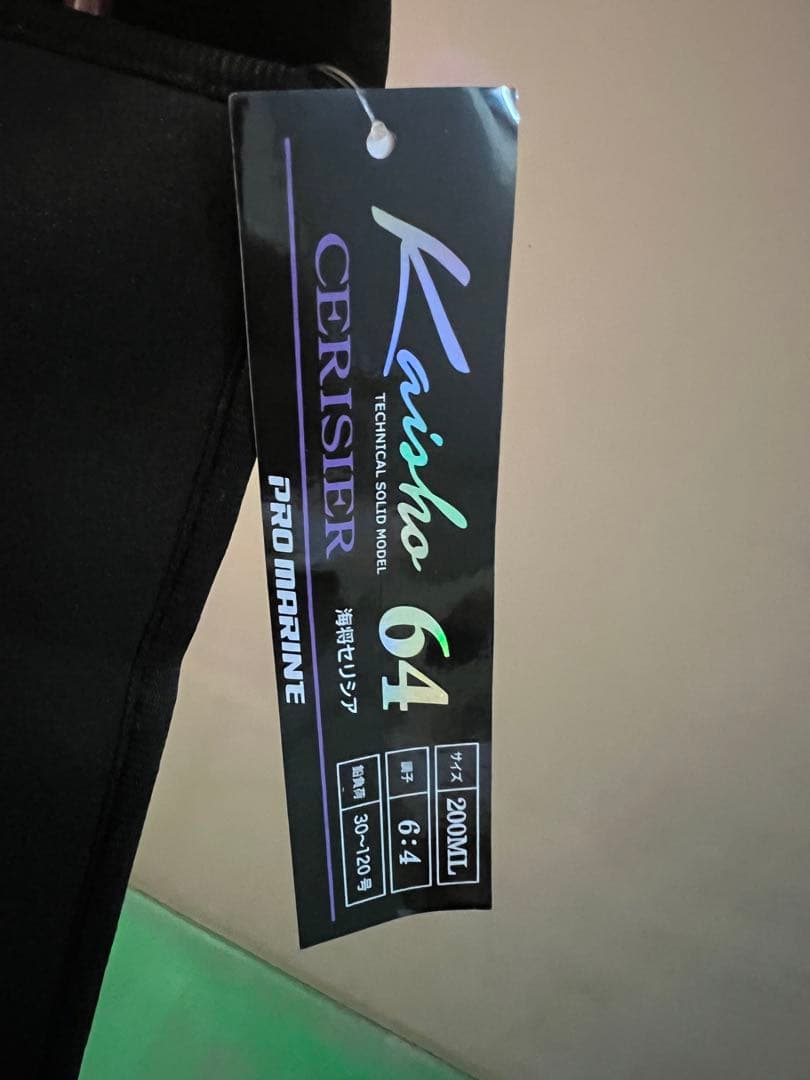 Kaisho 64
TECHNICAL SOLID MODEL
CERISIER 海将セリシア
PRO MARINE
サイズ 200ML
調子 6:4
錘負荷 30~120号